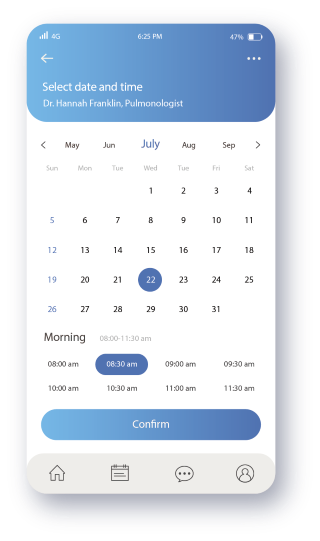 4G 6:25 PM 47%
Select date and time
Dr. Hannah Franklin, Pulmonologist
May Jun July Aug Sep
Sun Mon Tue Wed Tue Fri Sat
1 2 3 4
5 6 7 8 9 10 11
12 13 14 15 16 17 18
19 20 21 22 23 24 25
26 27 28 29 30 31
Morning 08:00-11:30 am
08:00 am 08:30 am 09:00 am 09:30 am
10:00 am 10:30 am 11:00 am 11:30 am
Confirm